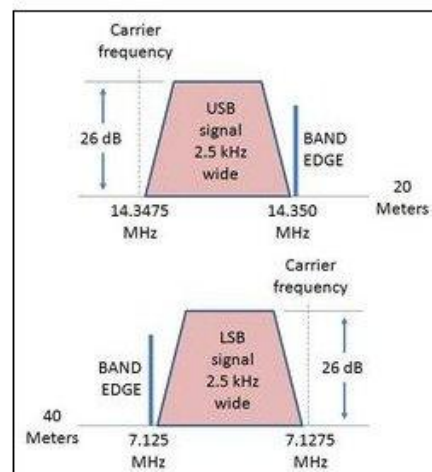 Carrier
frequency
26 dB
USB
signal
2.5 kHz
wide
BAND
EDGE
20
Meters
14.3475
MHz
14.350
MHz
Carrier
frequency
LSB
signal
2.5 kHz
wide
BAND
EDGE
26 dB
40
Meters
7.125
MHz
7.1275
MHz